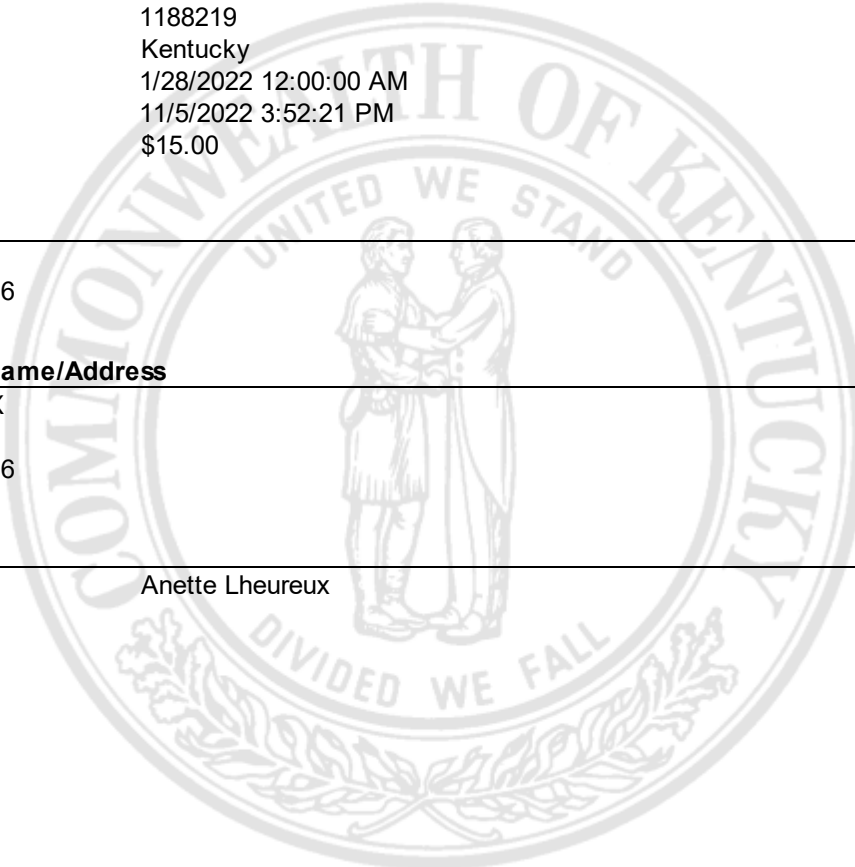 1188219
Kentucky
1/28/2022 12:00:00 AM
11/5/2022 3:52:21 PM
$15.00
6
ame/Address
X
6
Anette Lheureux
COMMONWEALTH OF KENTUCKY
UNITED WE STAND
DIVIDED WE FALL